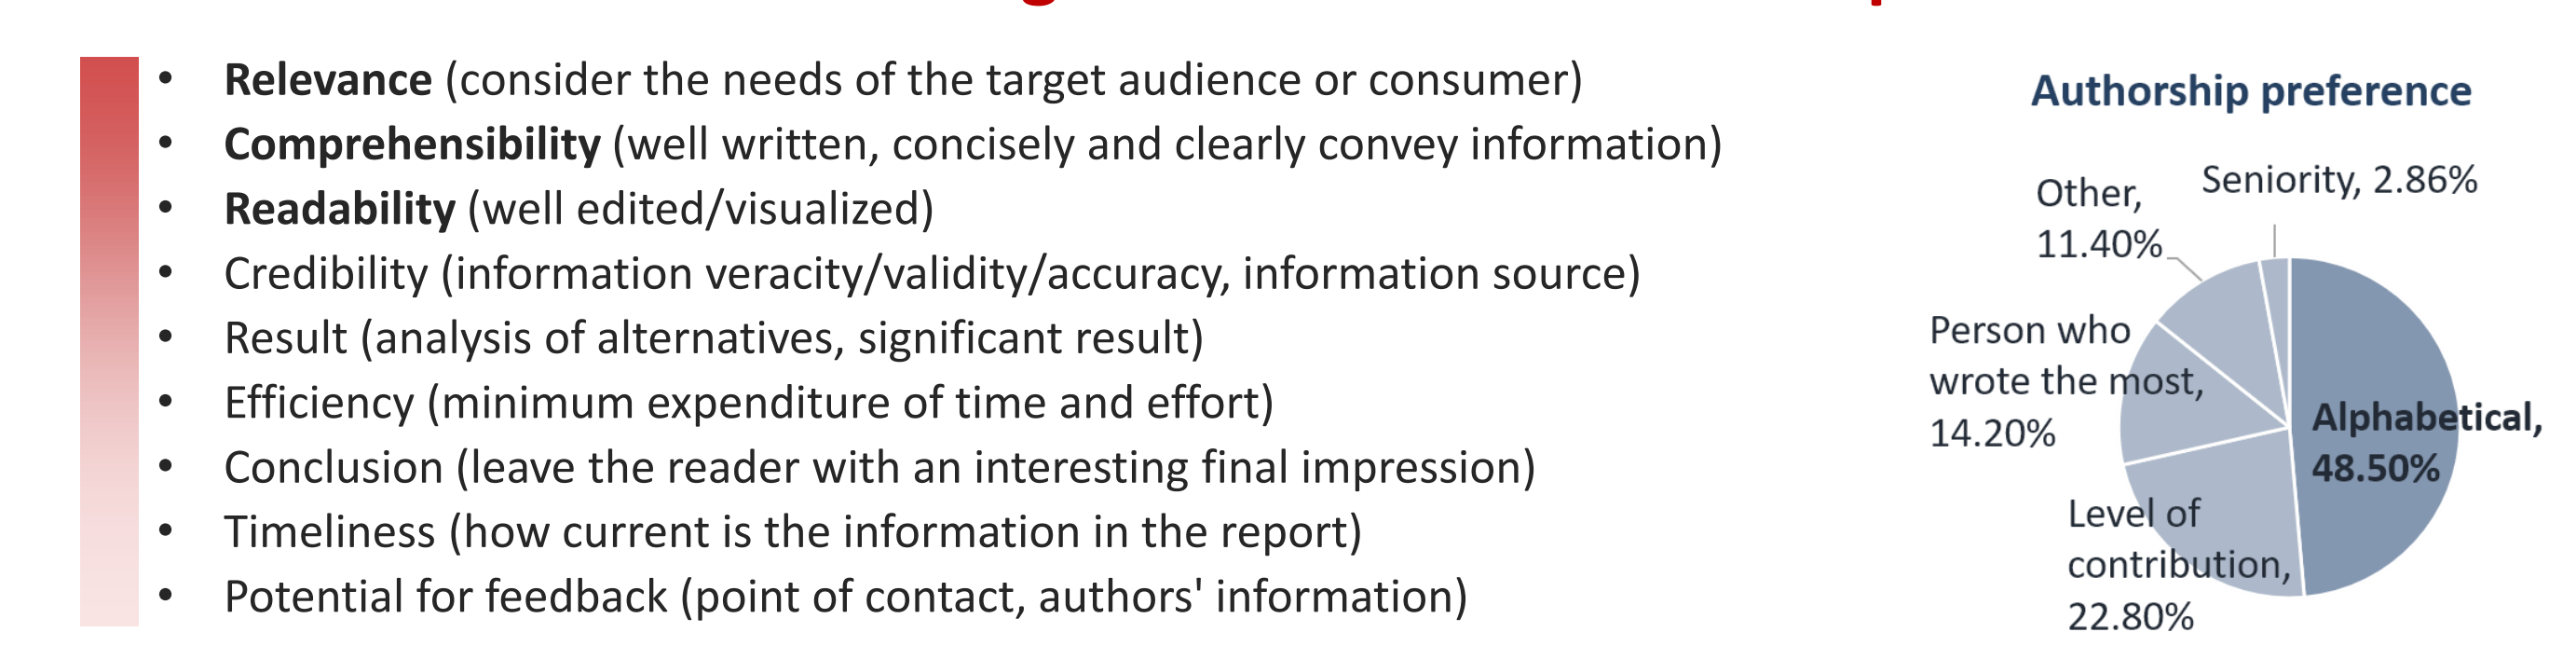 • Relevance (consider the needs of the target audience or consumer)
• Comprehensibility (well written, concisely and clearly convey information)
• Readability (well edited/visualized)
• Credibility (information veracity/validity/accuracy, information source)
• Result (analysis of alternatives, significant result)
• Efficiency (minimum expenditure of time and effort)
• Conclusion (leave the reader with an interesting final impression)
• Timeliness (how current is the information in the report)
• Potential for feedback (point of contact, authors' information)
Authorship preference
Seniority, 2.86%
Other,
11.40%
Person who
wrote the most,
14.20%
Alphabetical,
48.50%
Level of
contribution,
22.80%